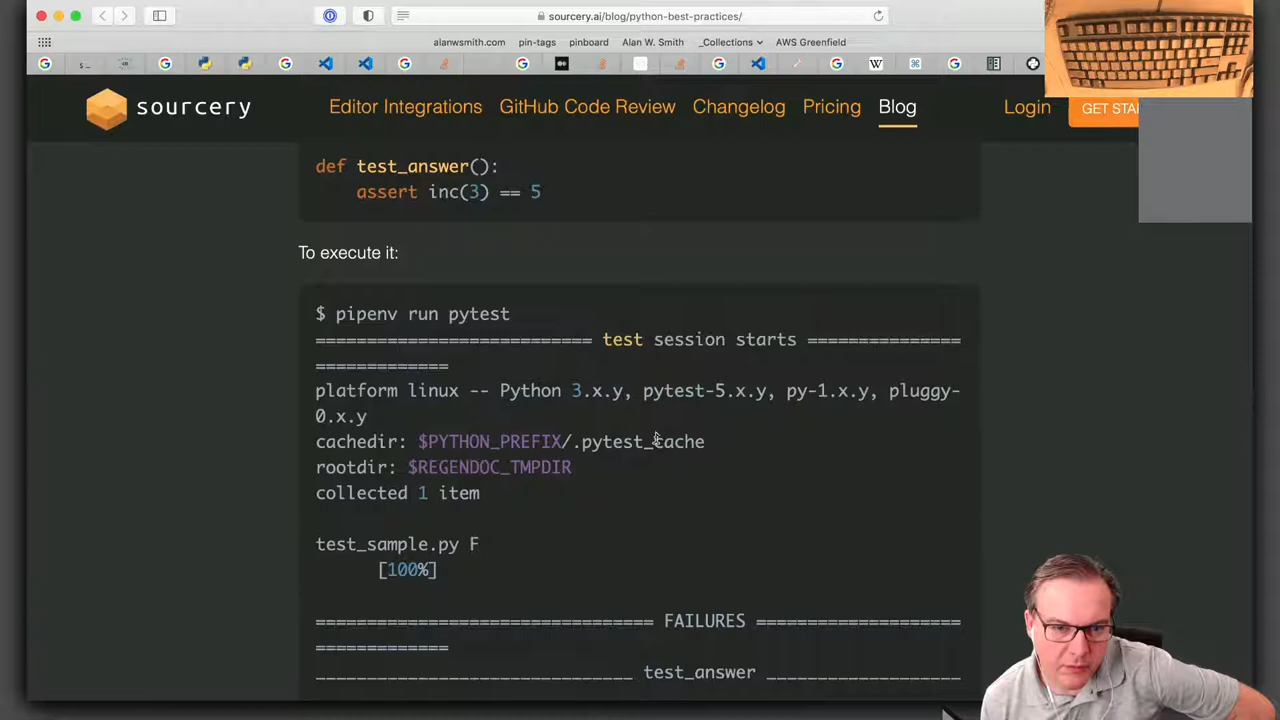 sourcery.ai/blog/python-best-practices/
alanwsmith.com pin-tags pinboard Alan W. Smith _Collections AWS Greenfield
sourcery Editor Integrations GitHub Code Review Changelog Pricing Blog Login GET STA
def test_answer():
assert inc(3) == 5
To execute it:
$ pipenv run pytest
=========================== test session starts ===============
=============
platform linux -- Python 3.x.y, pytest-5.x.y, py-1.x.y, pluggy-
0.x.y
cachedir: $PYTHON_PREFIX/.pytest_cache
rootdir: $REGENDOC_TMPDIR
collected 1 item
test_sample.py F
[100%]
================================= FAILURES ====================
=============
_______________________________ test_answer ___________________